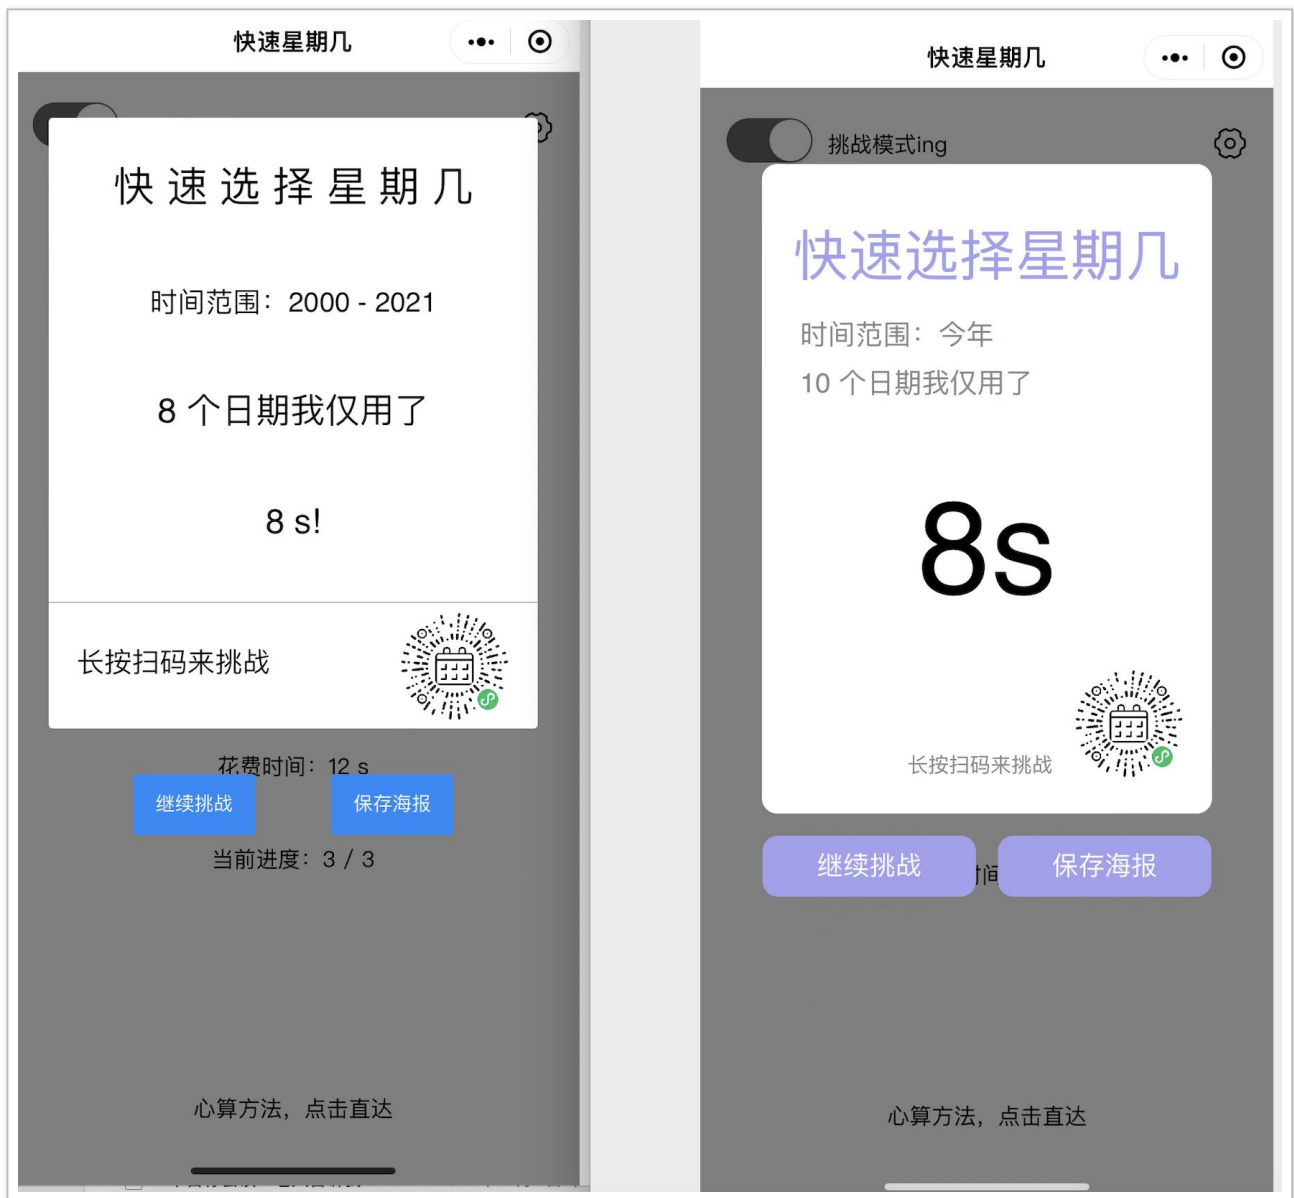 快速星期几
快速选择星期几
时间范围：2000 - 2021
8 个日期我仅用了
8 s!
长按扫码来挑战
花费时间：12 s
继续挑战
保存海报
当前进度：3 / 3
心算方法，点击直达
快速星期几
挑战模式ing
快速选择星期几
时间范围：今年
10 个日期我仅用了
8s
长按扫码来挑战
继续挑战
保存海报
心算方法，点击直达